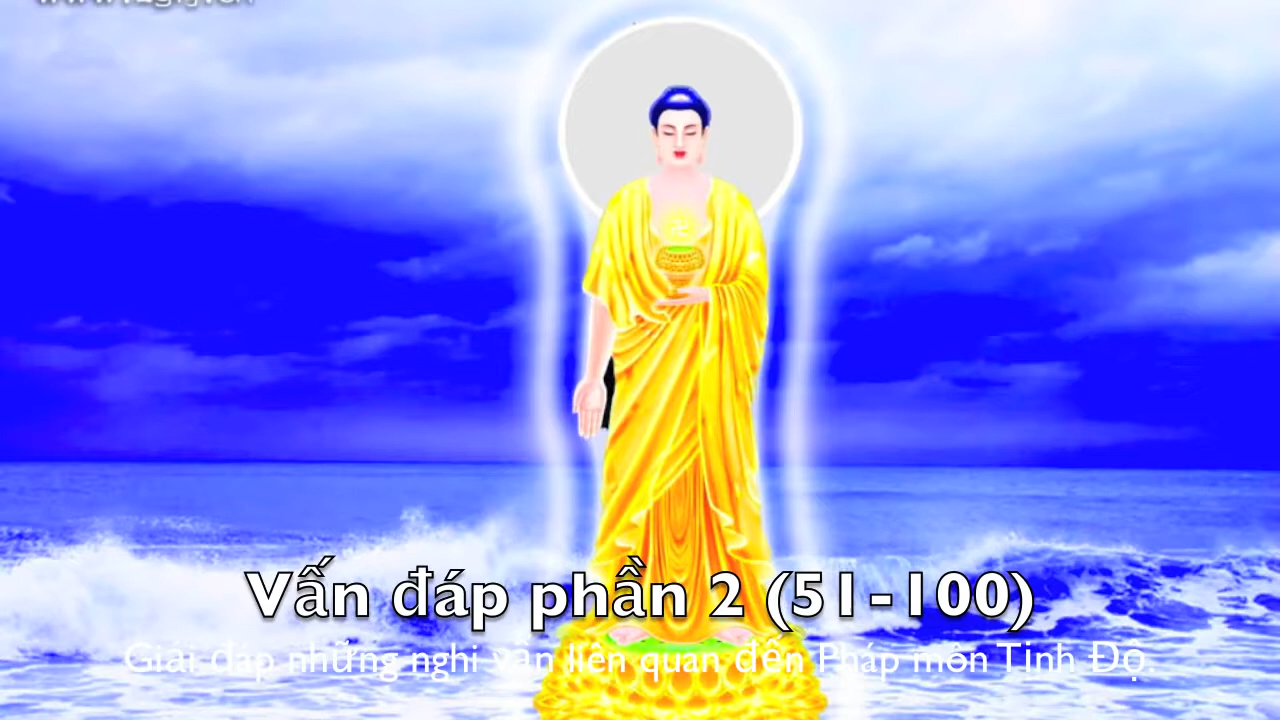 Vấn đáp phần 2 (51-100)
Giải đáp những nghi vấn liên quan đến Pháp môn Tịnh Độ.